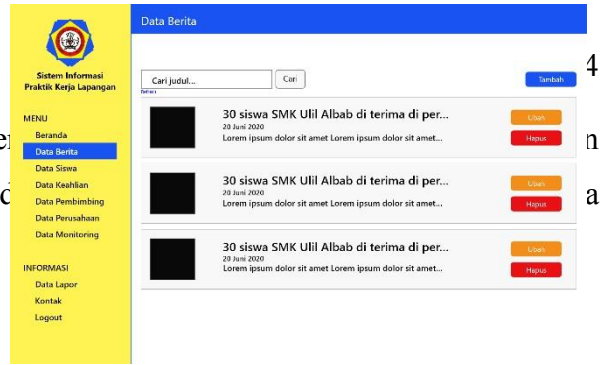 Data Berita
4
Sistem Informasi
Praktik Kerja Lapangan
Cari judul...
Cari
Tambah
MENU
Beranda
Data Berita
Data Siswa
Data Keahlian
Data Pembimbing
Data Perusahaan
Data Monitoring
INFORMASI
Data Lapor
Kontak
Logout
30 siswa SMK Ulil Albab di terima di per...
20 Juni 2020
Lorem ipsum dolor sit amet Lorem ipsum dolor sit amet...
Ubah
Hapus
30 siswa SMK Ulil Albab di terima di per...
20 Juni 2020
Lorem ipsum dolor sit amet Lorem ipsum dolor sit amet...
Ubah
Hapus
30 siswa SMK Ulil Albab di terima di per...
20 Juni 2020
Lorem ipsum dolor sit amet Lorem ipsum dolor sit amet...
Ubah
Hapus
n
a